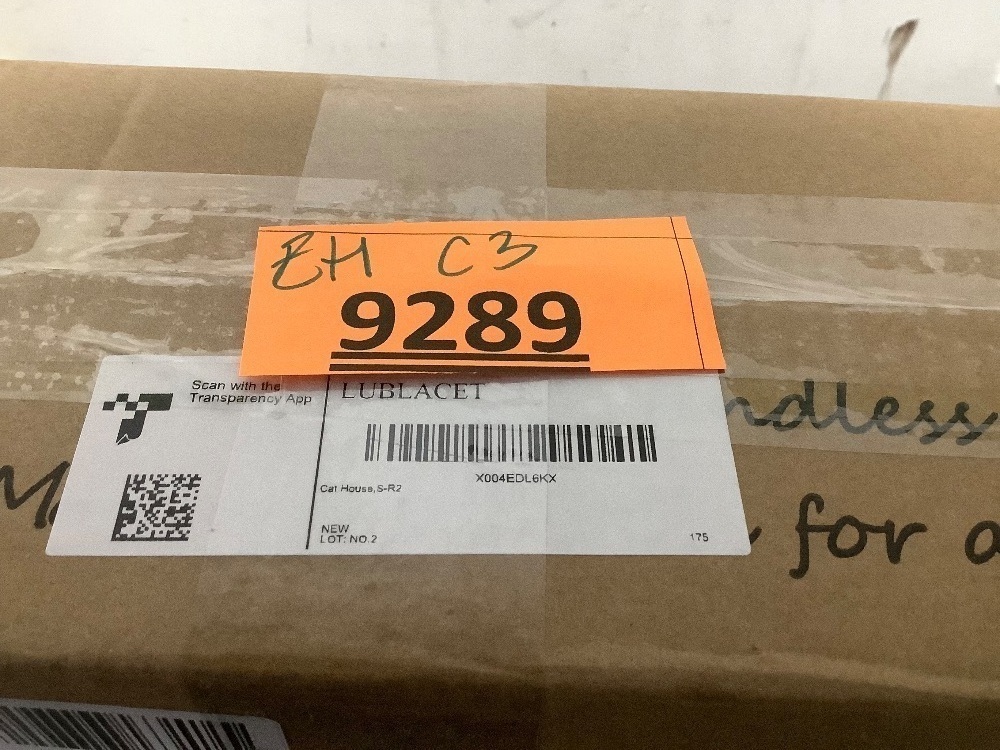 EH C3
9289
Scan with the
Transparency App
LUBLACET
X004EDL6KX
Cat House,S-R2
NEW
LOT: NO.2
175
ndless
for a